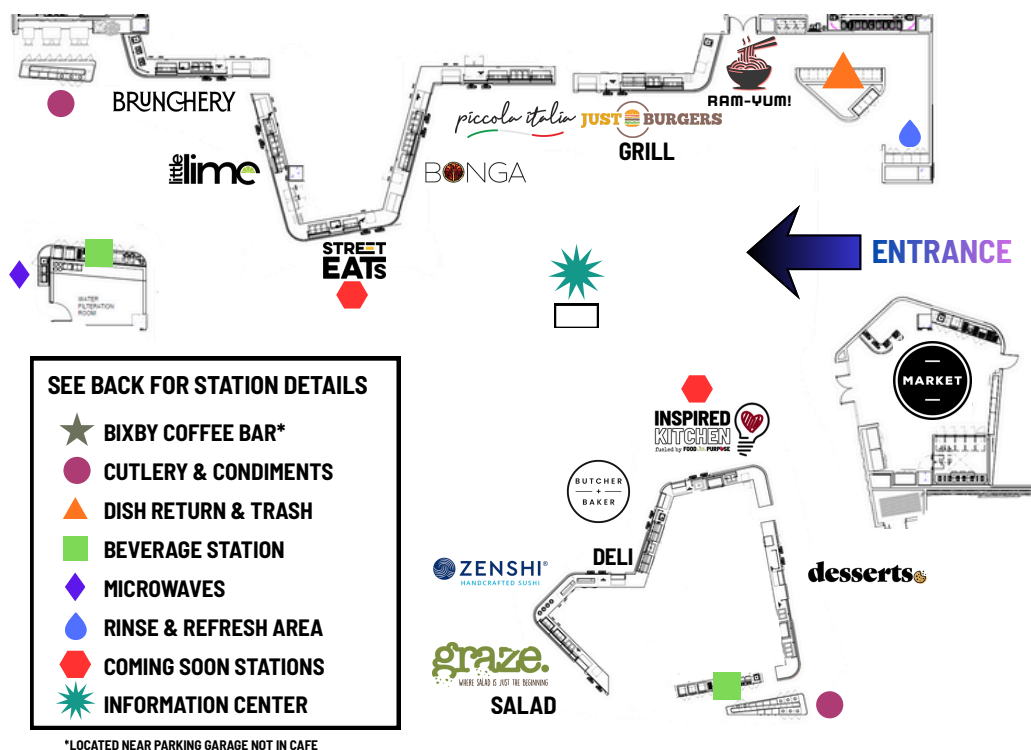 BRUNCHERY
piccola italia
JUST BURGERS
GRILL
RAM-YUM!
little lime
BONGA
STREET
EATS
ENTRANCE
WATER
FILTERATION
ROOM
MARKET
SEE BACK FOR STATION DETAILS
BIXBY COFFEE BAR*
CUTLERY & CONDIMENTS
DISH RETURN & TRASH
BEVERAGE STATION
MICROWAVES
RINSE & REFRESH AREA
COMING SOON STATIONS
INFORMATION CENTER
*LOCATED NEAR PARKING GARAGE NOT IN CAFE
INSPIRED
KITCHEN
fueled by FOOD with PURPOSE
BUTCHER
+
BAKER
DELI
ZENSHI®
HANDCRAFTED SUSHI
desserts
graze.
WHERE SALAD IS JUST THE BEGINNING
SALAD